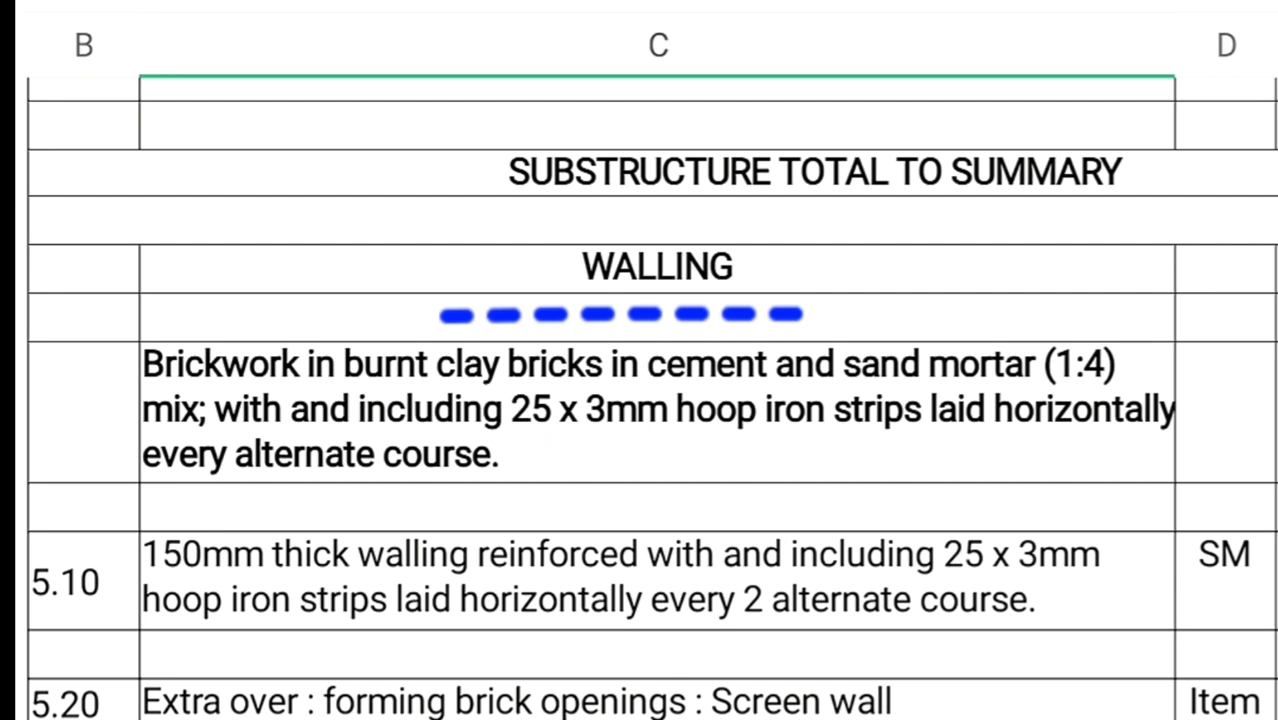 B C D
SUBSTRUCTURE TOTAL TO SUMMARY
WALLING
Brickwork in burnt clay bricks in cement and sand mortar (1:4)
mix; with and including 25 x 3mm hoop iron strips laid horizontally
every alternate course.
5.10 150mm thick walling reinforced with and including 25 x 3mm SM
hoop iron strips laid horizontally every 2 alternate course.
5.20 Extra over : forming brick openings : Screen wall Item